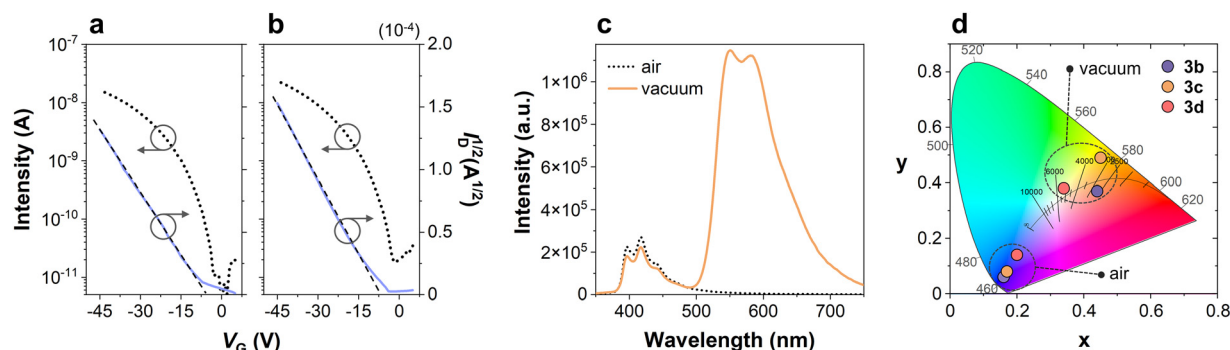 a
b
(10⁻⁴)
c
d
10⁻⁷
10⁻⁸
10⁻⁹
10⁻¹⁰
10⁻¹¹
Intensity (A)
-45
-30
-15
0
-45
-30
-15
0
V_G (V)
2.0
1.5
1.0
0.5
0
I_D^1/2(A^1/2)
air
vacuum
1×10⁶
8×10⁵
6×10⁵
4×10⁵
2×10⁵
0
Intensity (a.u.)
400
500
600
700
Wavelength (nm)
0.8
0.6
0.4
0.2
0
y
0
0.2
0.4
0.6
0.8
x
520
540
560
580
600
620
500
480
460
vacuum
air
3b
3c
3d
10000
6000
4000